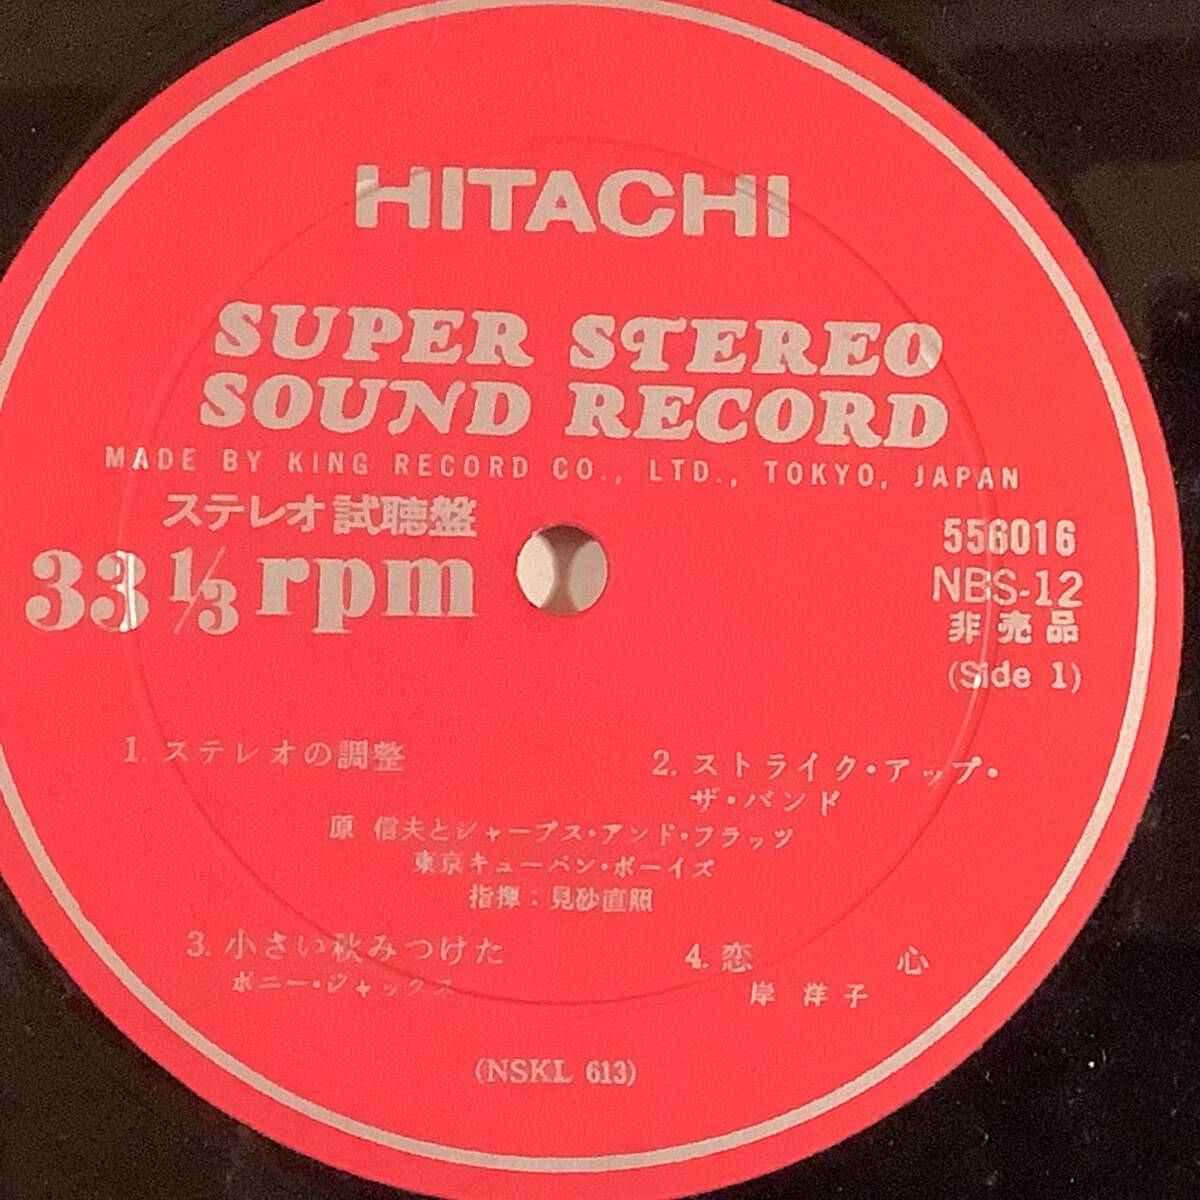 HITACHI
SUPER STEREO
SOUND RECORD
MADE BY KING RECORD CO., LTD., TOKYO, JAPAN
ステレオ試聴盤
33 1/3 rpm
556016
NBS-12
非売品
(Side 1)
1. ステレオの調整
2. ストライク・アップ・
ザ・バンド
原 信夫とシャープス・アンド・フラッツ
東京キューバン・ボーイズ
指揮：見砂直照
3. 小さい秋みつけた
ボニー・ジャックス
4. 恋 心
岸 洋子
(NSKL 613)